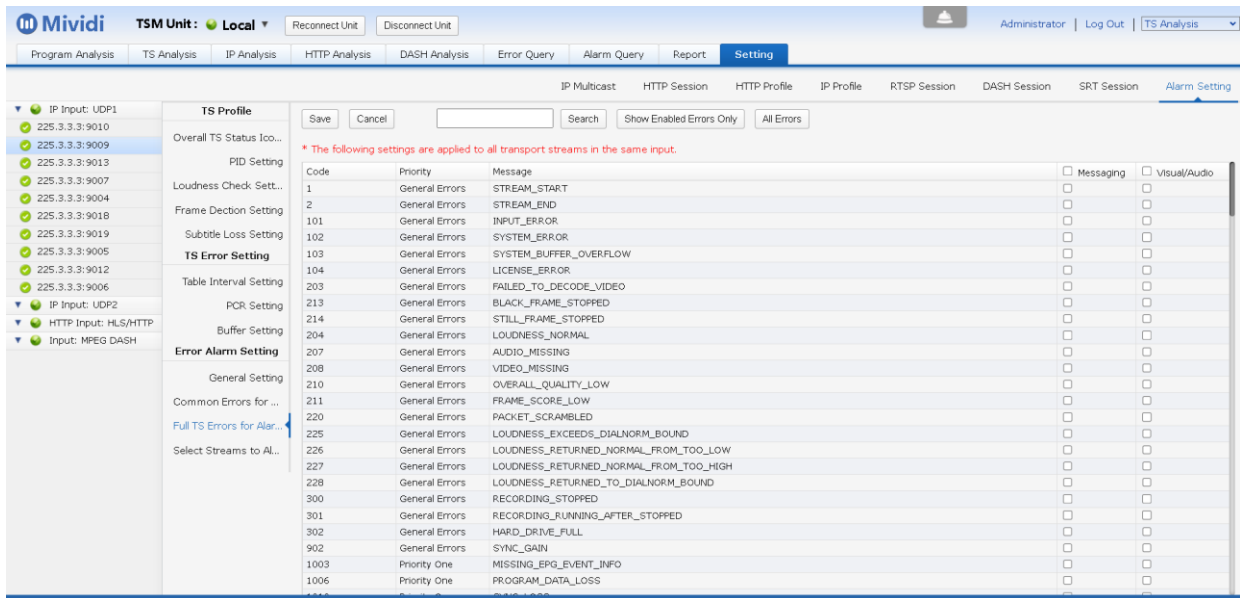 Mividi TSM Unit: Local Reconnect Unit Disconnect Unit Administrator | Log Out | TS Analysis
Program Analysis TS Analysis IP Analysis HTTP Analysis DASH Analysis Error Query Alarm Query Report Setting
IP Multicast HTTP Session HTTP Profile IP Profile RTSP Session DASH Session SRT Session Alarm Setting
IP Input: UDP1
225.3.3.3:9010
225.3.3.3:9009
225.3.3.3:9013
225.3.3.3:9007
225.3.3.3:9004
225.3.3.3:9018
225.3.3.3:9019
225.3.3.3:9005
225.3.3.3:9012
225.3.3.3:9006
IP Input: UDP2
HTTP Input: HLS/HTTP
Input: MPEG DASH
TS Profile
Overall TS Status Ico...
PID Setting
Loudness Check Sett...
Frame Dection Setting
Subtitle Loss Setting
TS Error Setting
Table Interval Setting
PCR Setting
Buffer Setting
Error Alarm Setting
General Setting
Common Errors for ...
Full TS Errors for Alar...
Select Streams to Al...
Save Cancel Search Show Enabled Errors Only All Errors
* The following settings are applied to all transport streams in the same input.
Code Priority Message Messaging Visual/Audio
1 General Errors STREAM_START
2 General Errors STREAM_END
101 General Errors INPUT_ERROR
102 General Errors SYSTEM_ERROR
103 General Errors SYSTEM_BUFFER_OVERFLOW
104 General Errors LICENSE_ERROR
203 General Errors FAILED_TO_DECODE_VIDEO
213 General Errors BLACK_FRAME_STOPPED
214 General Errors STILL_FRAME_STOPPED
204 General Errors LOUDNESS_NORMAL
207 General Errors AUDIO_MISSING
208 General Errors VIDEO_MISSING
210 General Errors OVERALL_QUALITY_LOW
211 General Errors FRAME_SCORE_LOW
220 General Errors PACKET_SCRAMBLED
225 General Errors LOUDNESS_EXCEEDS_DIALNORM_BOUND
226 General Errors LOUDNESS_RETURNED_NORMAL_FROM_TOO_LOW
227 General Errors LOUDNESS_RETURNED_NORMAL_FROM_TOO_HIGH
228 General Errors LOUDNESS_RETURNED_TO_DIALNORM_BOUND
300 General Errors RECORDING_STOPPED
301 General Errors RECORDING_RUNNING_AFTER_STOPPED
302 General Errors HARD_DRIVE_FULL
902 General Errors SYNC_GAIN
1003 Priority One MISSING_EPG_EVENT_INFO
1006 Priority One PROGRAM_DATA_LOSS